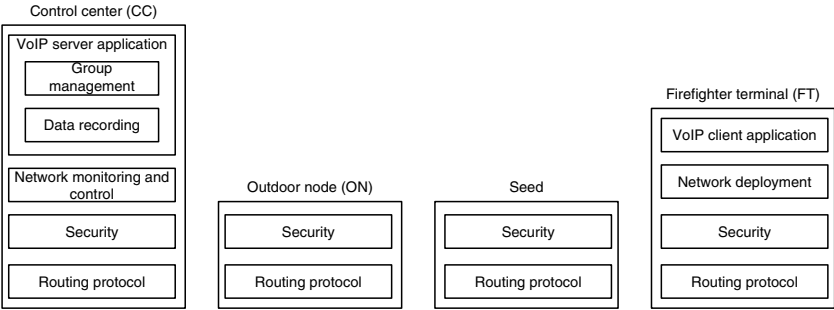 Control center (CC)
VoIP server application
Group
management
Data recording
Network monitoring and
control
Security
Routing protocol
Outdoor node (ON)
Security
Routing protocol
Seed
Security
Routing protocol
Firefighter terminal (FT)
VoIP client application
Network deployment
Security
Routing protocol